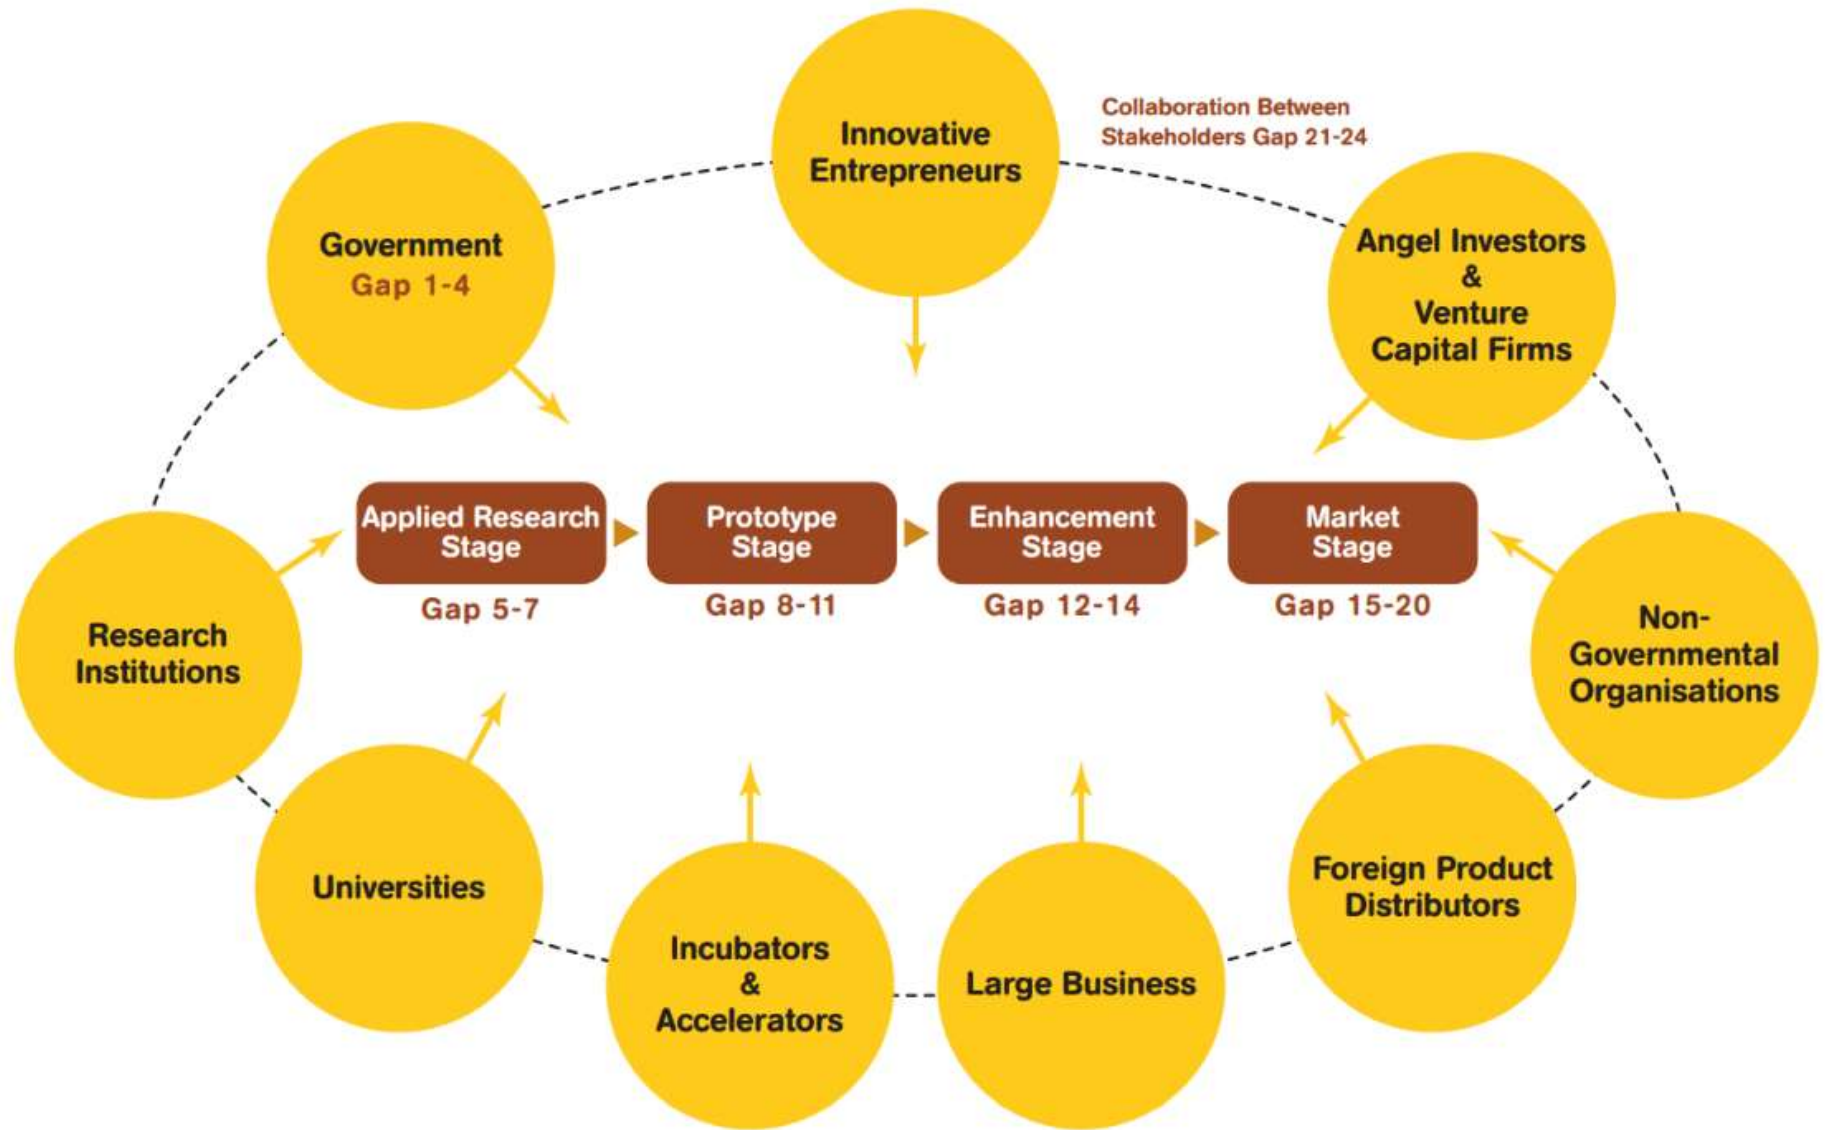 Innovative
Entrepreneurs
Collaboration Between
Stakeholders Gap 21-24
Government
Gap 1-4
Angel Investors
&
Venture
Capital Firms
Applied Research
Stage
Gap 5-7
Prototype
Stage
Gap 8-11
Enhancement
Stage
Gap 12-14
Market
Stage
Gap 15-20
Research
Institutions
Non-
Governmental
Organisations
Universities
Incubators
&
Accelerators
Large Business
Foreign Product
Distributors